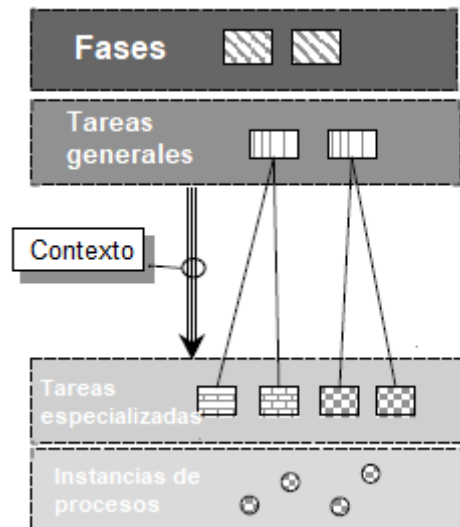 Fases
Tareas
generales
Contexto
Tareas
especializadas
Instancias de
procesos